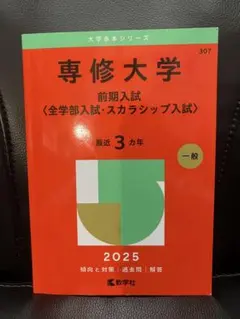 大学赤本シリーズ
307
専修大学
前期入試
〈全学部入試・スカラシップ入試〉
最近3カ年
一般
2025
傾向と対策｜過去問｜解答
教学社